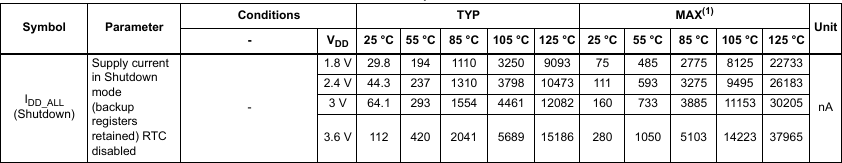 Symbol Parameter Conditions TYP MAX(1) Unit
- VDD 25 °C 55 °C 85 °C 105 °C 125 °C 25 °C 55 °C 85 °C 105 °C 125 °C
IDD_ALL (Shutdown)
Supply current
in Shutdown
mode
(backup
registers
retained) RTC
disabled
-
1.8 V 29.8 194 1110 3250 9093 75 485 2775 8125 22733
2.4 V 44.3 237 1310 3798 10473 111 593 3275 9495 26183
3 V 64.1 293 1554 4461 12082 160 733 3885 11153 30205
3.6 V 112 420 2041 5689 15186 280 1050 5103 14223 37965
nA